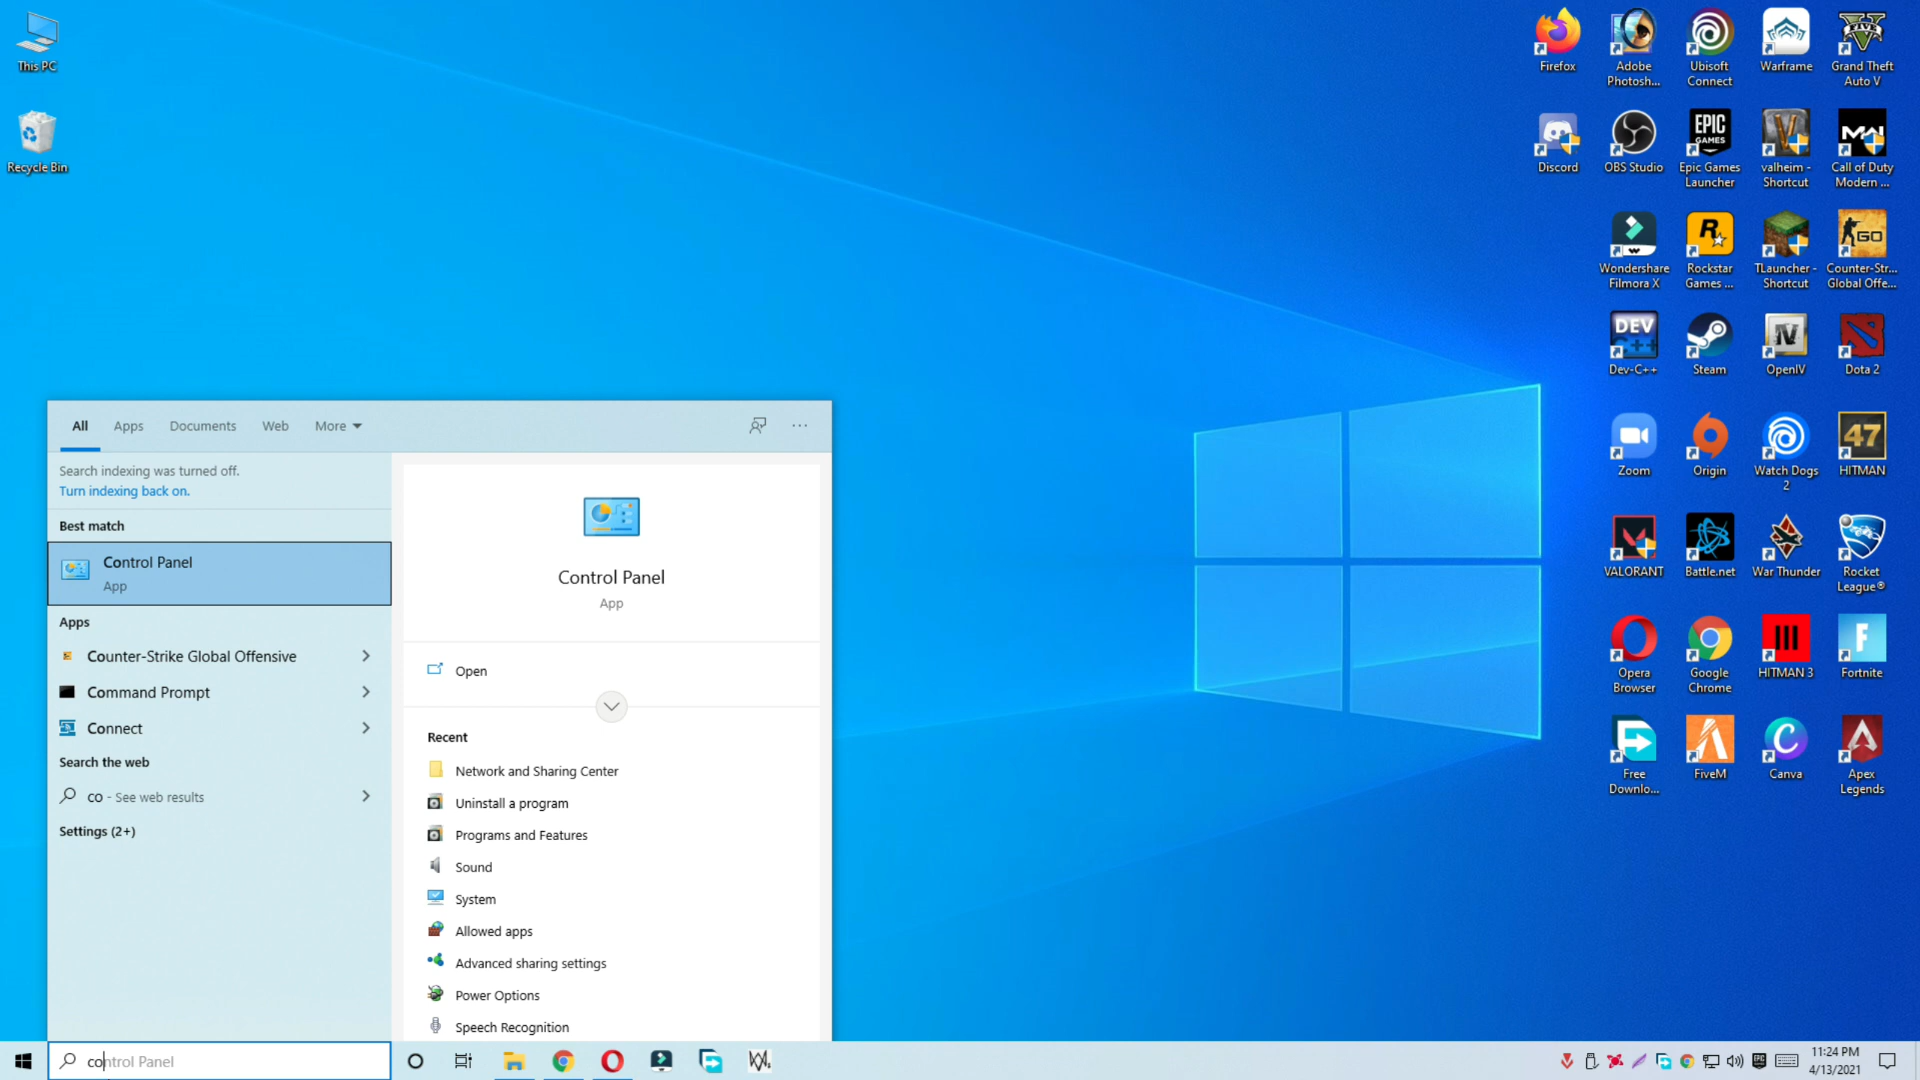 This PC
Recycle Bin
Firefox
Adobe
Photosh...
Ubisoft
Connect
Warframe
Grand Theft
Auto V
Discord
OBS Studio
EPIC
GAMES
Epic Games
Launcher
valheim -
Shortcut
Call of Duty
Modern ...
Wondershare
Filmora X
Rockstar
Games ...
TLauncher -
Shortcut
GO
Counter-Str...
Global Offe...
DEV
C++
Dev-C++
Steam
IV
OpenIV
Dota 2
Zoom
Origin
Watch Dogs
2
47
HITMAN
VALORANT
Battle.net
War Thunder
Rocket
League®
Opera
Browser
Google
Chrome
HITMAN 3
Fortnite
Free
Downlo...
FiveM
Canva
Apex
Legends
All
Apps
Documents
Web
More
Search indexing was turned off.
Turn indexing back on.
Best match
Control Panel
App
Apps
Counter-Strike Global Offensive
Command Prompt
Connect
Search the web
co - See web results
Settings (2+)
Control Panel
App
Open
Recent
Network and Sharing Center
Uninstall a program
Programs and Features
Sound
System
Allowed apps
Advanced sharing settings
Power Options
Speech Recognition
control Panel
11:24 PM
4/13/2021